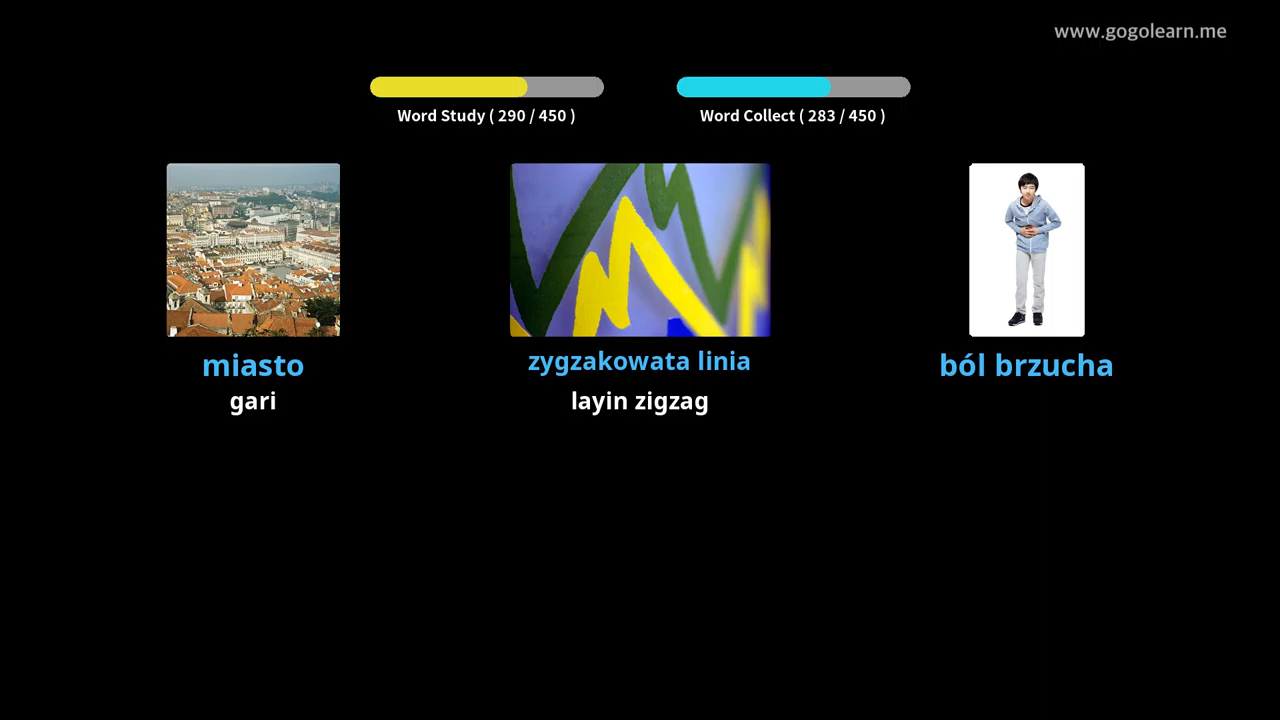 www.gogolearn.me
Word Study ( 290 / 450 )
Word Collect ( 283 / 450 )
miasto
gari
zygzakowata linia
layin zigzag
ból brzucha